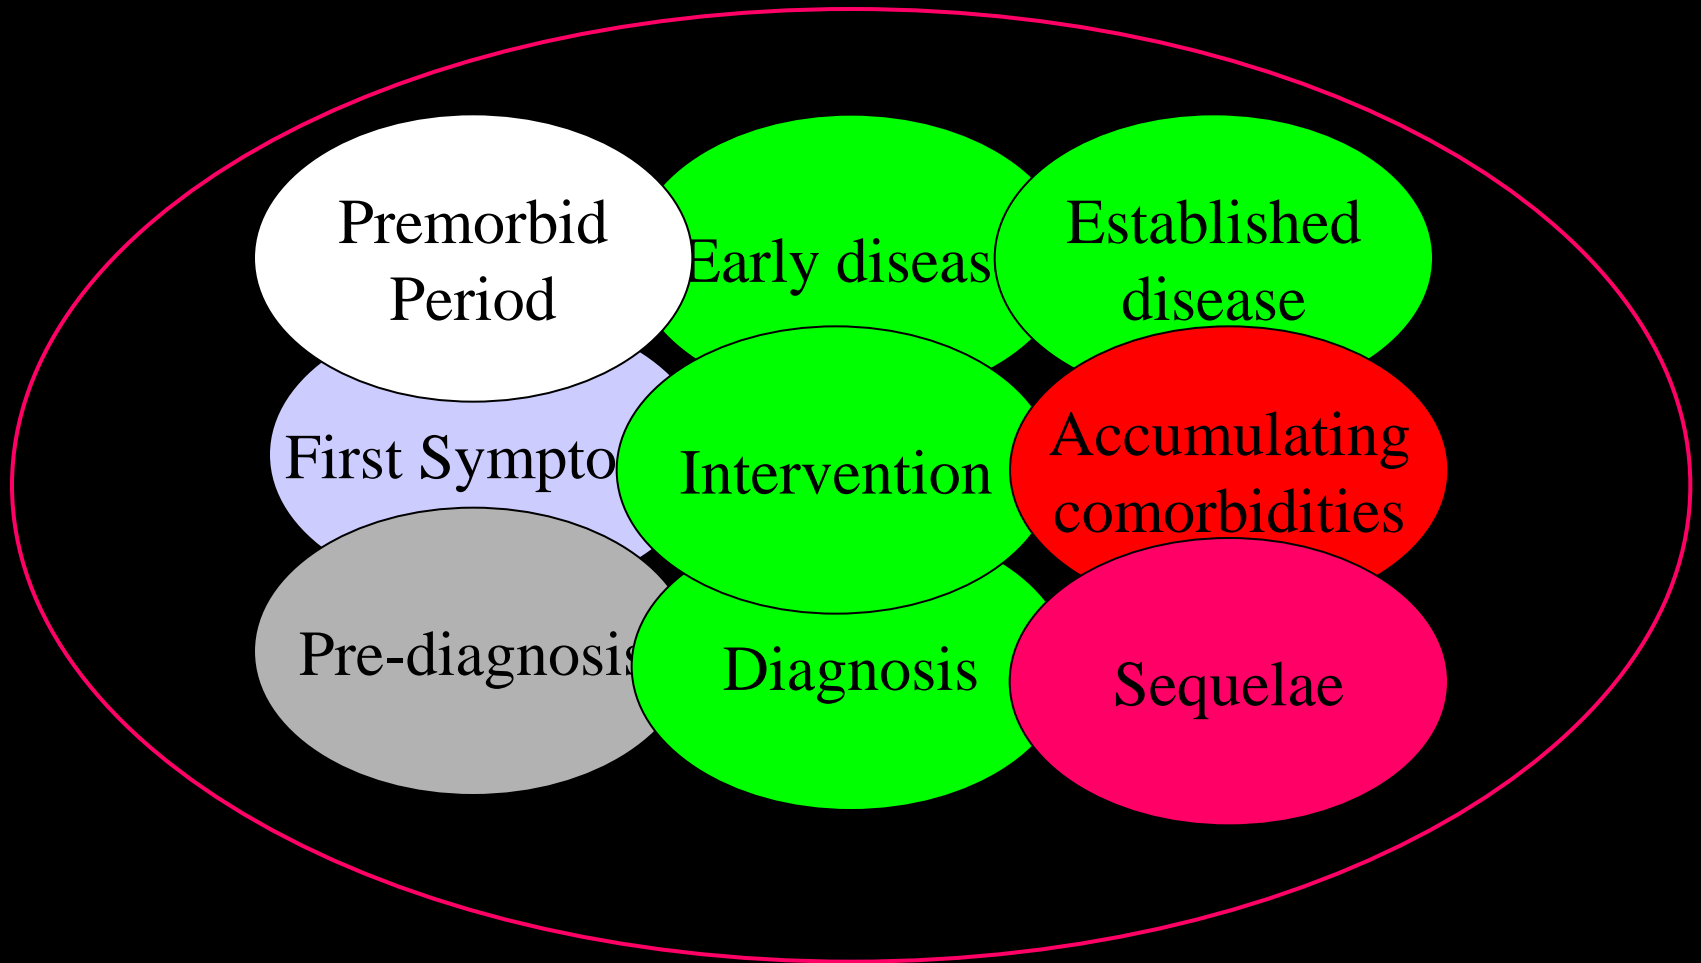 Premorbid
Period
Early diseas
Established
disease
First Sympto
Intervention
Accumulating
comorbidities
Pre-diagnosis
Diagnosis
Sequelae